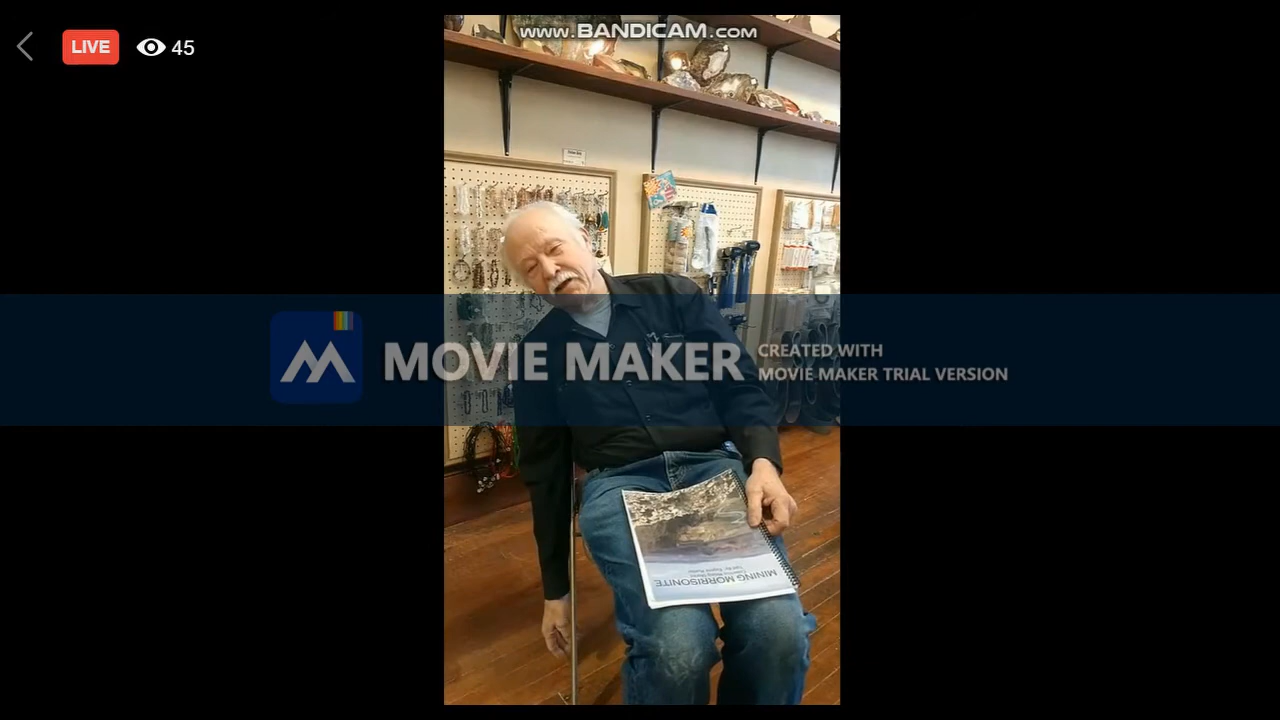 LIVE
45
www.BANDICAM.com
MOVIE MAKER
CREATED WITH
MOVIE MAKER TRIAL VERSION
MINING MORRISONITE